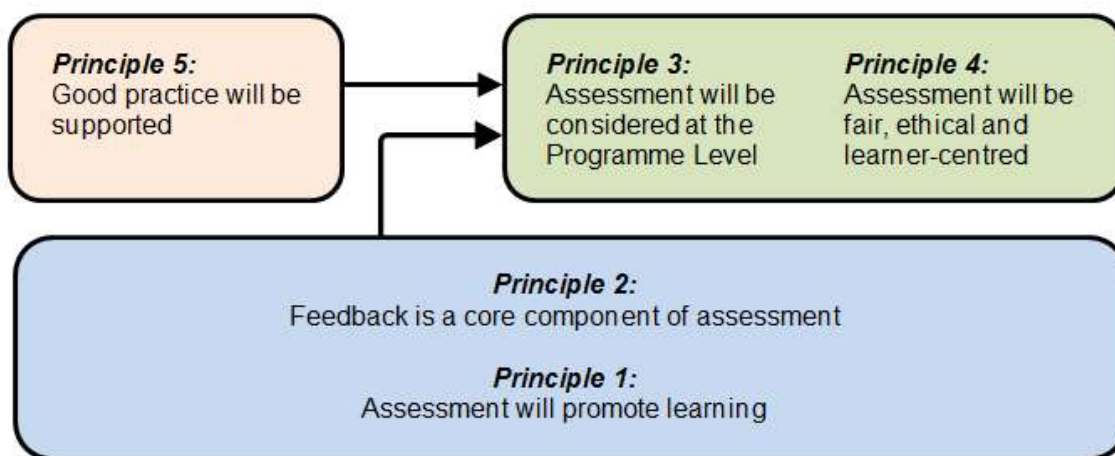 Principle 5:
Good practice will be
supported
Principle 3:
Assessment will be
considered at the
Programme Level
Principle 4:
Assessment will be
fair, ethical and
learner-centred
Principle 2:
Feedback is a core component of assessment
Principle 1:
Assessment will promote learning